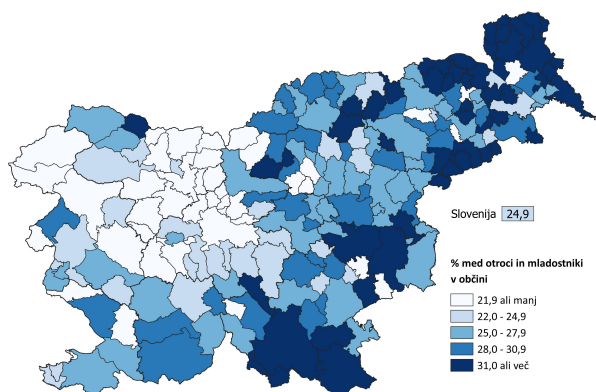 Slovenija 24,9
% med otroci in mladostniki
v občini
21,9 ali manj
22,0 - 24,9
25,0 - 27,9
28,0 - 30,9
31,0 ali več